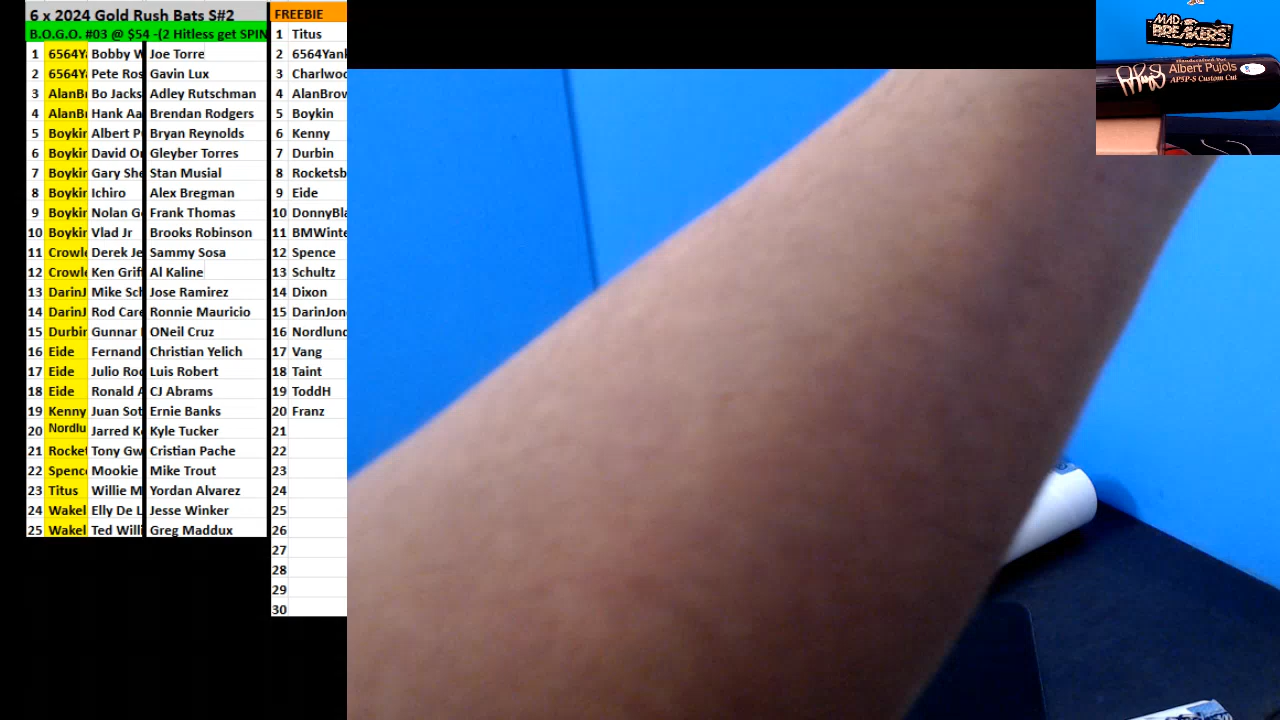 6 x 2024 Gold Rush Bats S#2
B.O.G.O. #03 @ $54 -(2 Hitless get SPIN
1 6564Y Bobby W Joe Torre
2 6564Y Pete Ros Gavin Lux
3 AlanB Bo Jacks Adley Rutschman
4 AlanB Hank Aa Brendan Rodgers
5 Boykin Albert P Bryan Reynolds
6 Boykin David O Gleyber Torres
7 Boykin Gary She Stan Musial
8 Boykin Ichiro Alex Bregman
9 Boykin Nolan G Frank Thomas
10 Boykin Vlad Jr Brooks Robinson
11 Crowl Derek Je Sammy Sosa
12 Crowl Ken Grif Al Kaline
13 DarinJ Mike Sch Jose Ramirez
14 DarinJ Rod Care Ronnie Mauricio
15 Durbin Gunnar ONeil Cruz
16 Eide Fernand Christian Yelich
17 Eide Julio Ro Luis Robert
18 Eide Ronald A CJ Abrams
19 Kenny Juan Sot Ernie Banks
20 Nordlu Jarred K Kyle Tucker
21 Rocket Tony Gw Cristian Pache
22 Spenc Mookie Mike Trout
23 Titus Willie M Yordan Alvarez
24 Wakel Elly De L Jesse Winker
25 Wakel Ted Willi Greg Maddux
FREEBIE
1 Titus
2 6564Yank
3 Charlwoo
4 AlanBrow
5 Boykin
6 Kenny
7 Durbin
8 Rocketsb
9 Eide
10 DonnyBla
11 BMWinte
12 Spence
13 Schultz
14 Dixon
15 DarinJone
16 Nordlund
17 Vang
18 Taint
19 ToddH
20 Franz
21
22
23
24
25
26
27
28
29
30
MAD
BREAKERS
Handcrafted For
Albert Pujols
AP5P-S Custom Cut